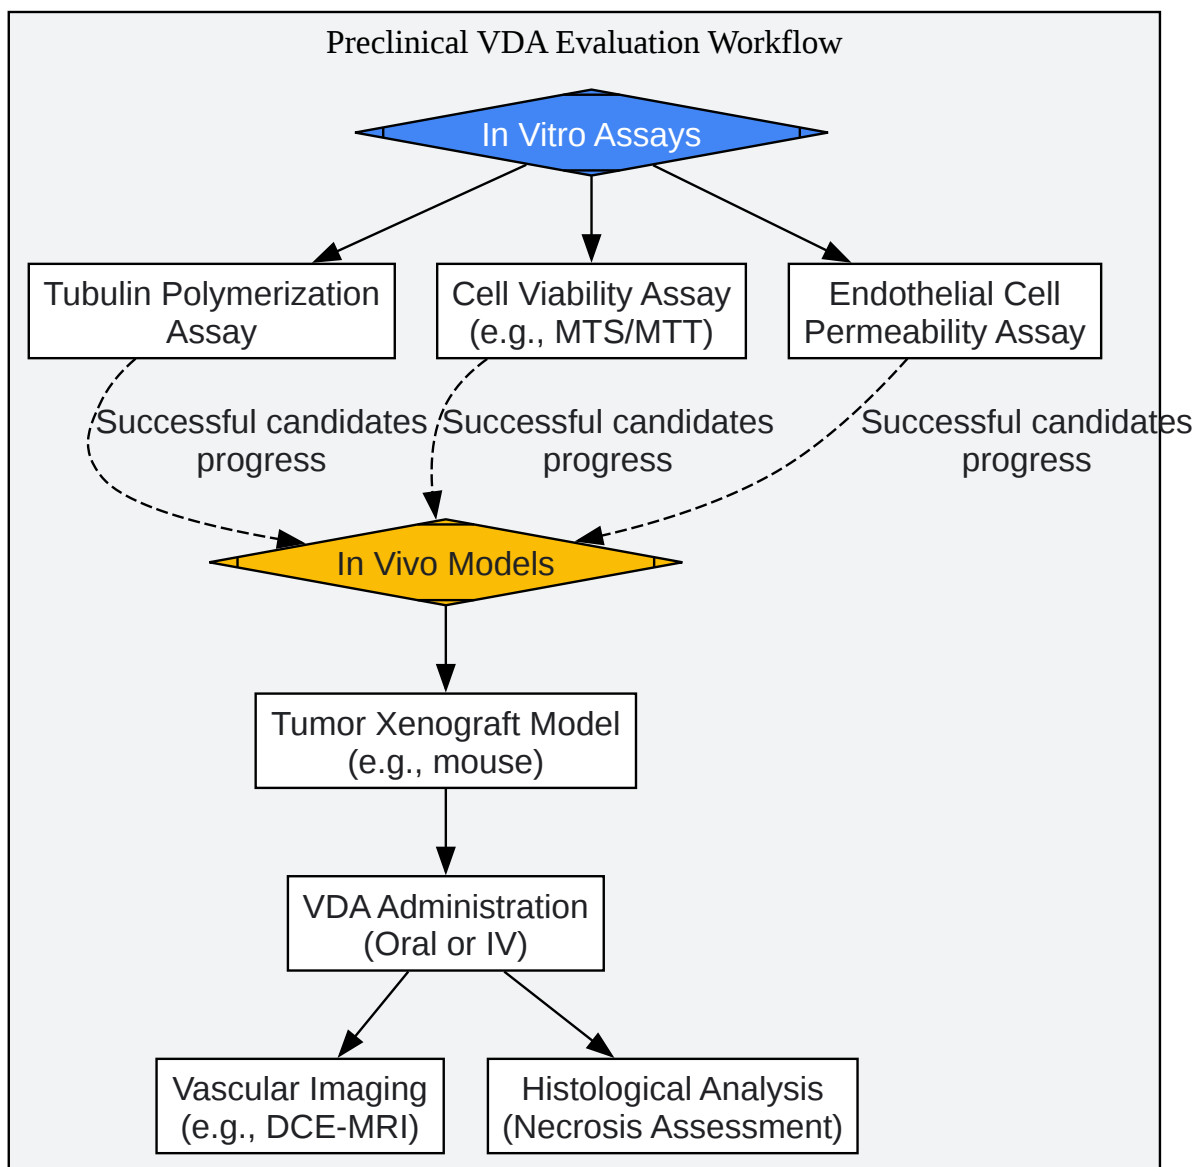 Preclinical VDA Evaluation Workflow
In Vitro Assays
Tubulin Polymerization
Assay
Cell Viability Assay
(e.g., MTS/MTT)
Endothelial Cell
Permeability Assay
Successful candidates
progress
Successful candidates
progress
Successful candidates
progress
In Vivo Models
Tumor Xenograft Model
(e.g., mouse)
VDA Administration
(Oral or IV)
Vascular Imaging
(e.g., DCE-MRI)
Histological Analysis
(Necrosis Assessment)